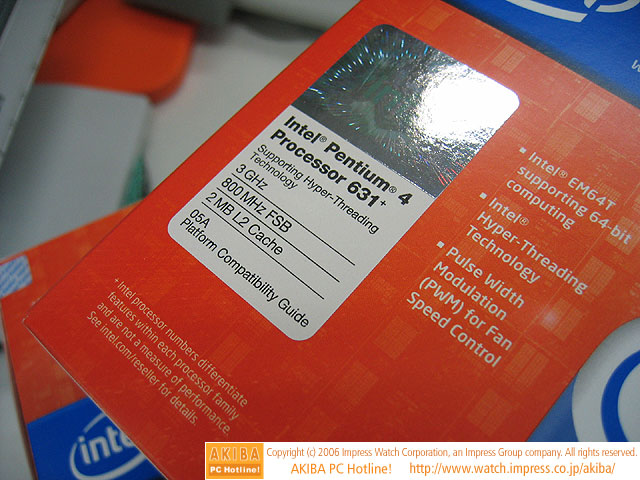 Intel® Pentium® 4
Processor 631+
Supporting Hyper-Threading
Technology
3 GHz
800 MHz FSB
2 MB L2 Cache
05A
Platform Compatibility Guide
▪ Intel® EM64T
supporting 64-bit
computing
▪ Intel®
Hyper-Threading
Technology
▪ Pulse Width
Modulation
(PWM) for Fan
Speed Control
+ Intel processor numbers differentiate
features within each processor family
and are not a measure of performance.
See intel.com/reseller for details.
AKIBA
PC Hotline!
Copyright (c) 2006 Impress Watch Corporation, an Impress Group company. All rights reserved.
AKIBA PC Hotline! http://www.watch.impress.co.jp/akiba/